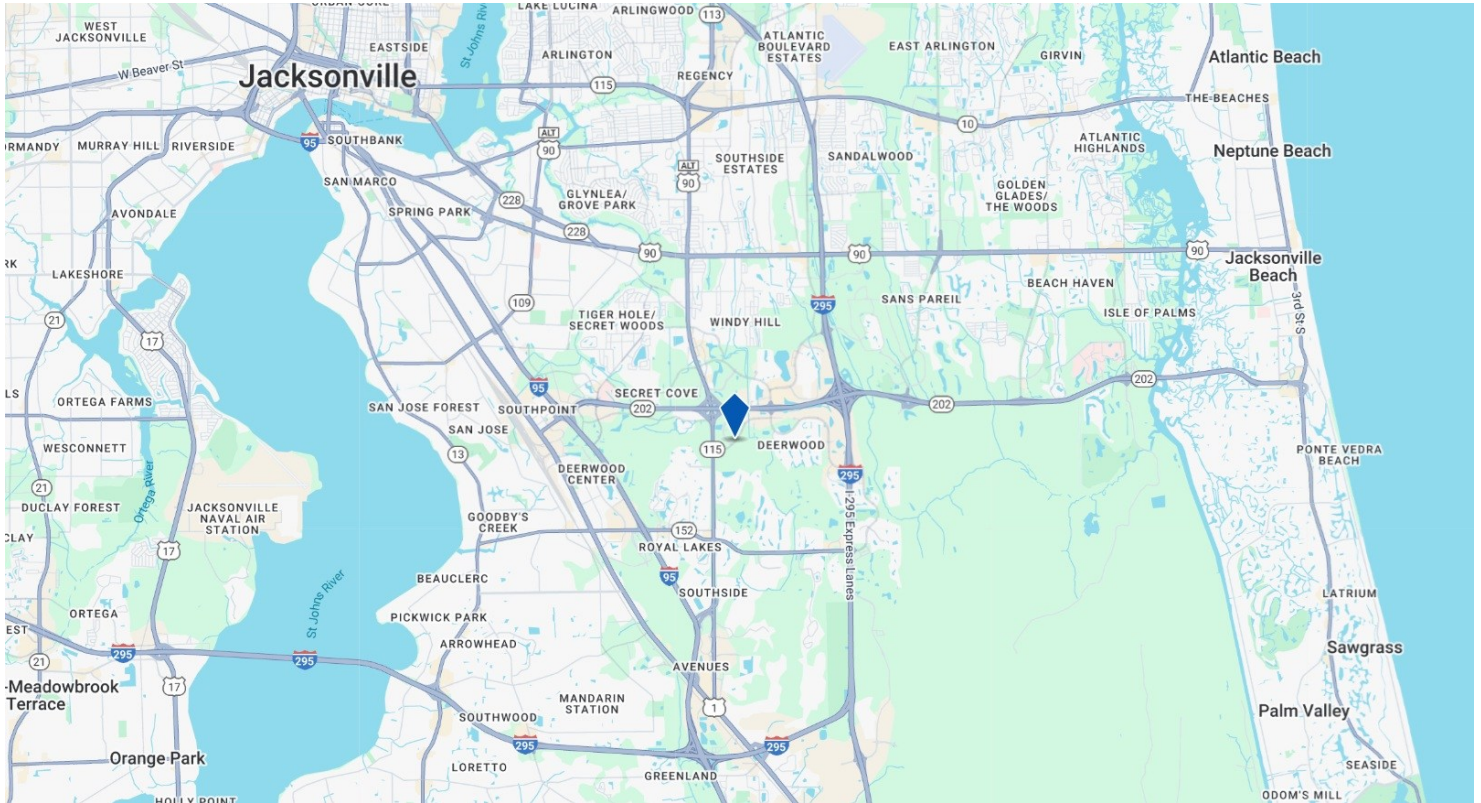 URBAN CORE
LAKE LUCINA
ARLINGWOOD
113
WEST
JACKSONVILLE
EASTSIDE
St Johns River
ATLANTIC
BOULEVARD
ESTATES
EAST ARLINGTON
GIRVIN
Atlantic Beach
ARLINGTON
W Beaver St
Jacksonville
REGENCY
115
THE BEACHES
10
95
SOUTHBANK
ALT
90
MURRAY HILL
RIVERSIDE
ATLANTIC
HIGHLANDS
Neptune Beach
SOUTHSIDE
ESTATES
SANDALWOOD
ALT
90
SAN MARCO
GLYNLEA/
GROVE PARK
GOLDEN
GLADES/
THE WOODS
228
AVONDALE
SPRING PARK
228
90
90
90
Jacksonville
Beach
LAKESHORE
BEACH HAVEN
109
295
SANS PAREIL
3rd St S
21
TIGER HOLE/
SECRET WOODS
WINDY HILL
ISLE OF PALMS
17
95
202
ORTEGA FARMS
SECRET COVE
SAN JOSE FOREST
SOUTHPOINT
202
202
SAN JOSE
WESCONNETT
13
115
DEERWOOD
PONTE VEDRA
BEACH
DEERWOOD
CENTER
295
21
Ortega River
DUCLAY FOREST
JACKSONVILLE
NAVAL AIR
STATION
GOODBY'S
CREEK
I-295 Express Lanes
152
17
ROYAL LAKES
BEAUCLERC
95
SOUTHSIDE
LATRIUM
St Johns River
ORTEGA
PICKWICK PARK
ARROWHEAD
295
295
21
AVENUES
Sawgrass
-Meadowbrook
Terrace
17
MANDARIN
STATION
1
Palm Valley
SOUTHWOOD
295
295
Orange Park
LORETTO
GREENLAND
SEASIDE
HOLLY POINT
ODOM'S MILL